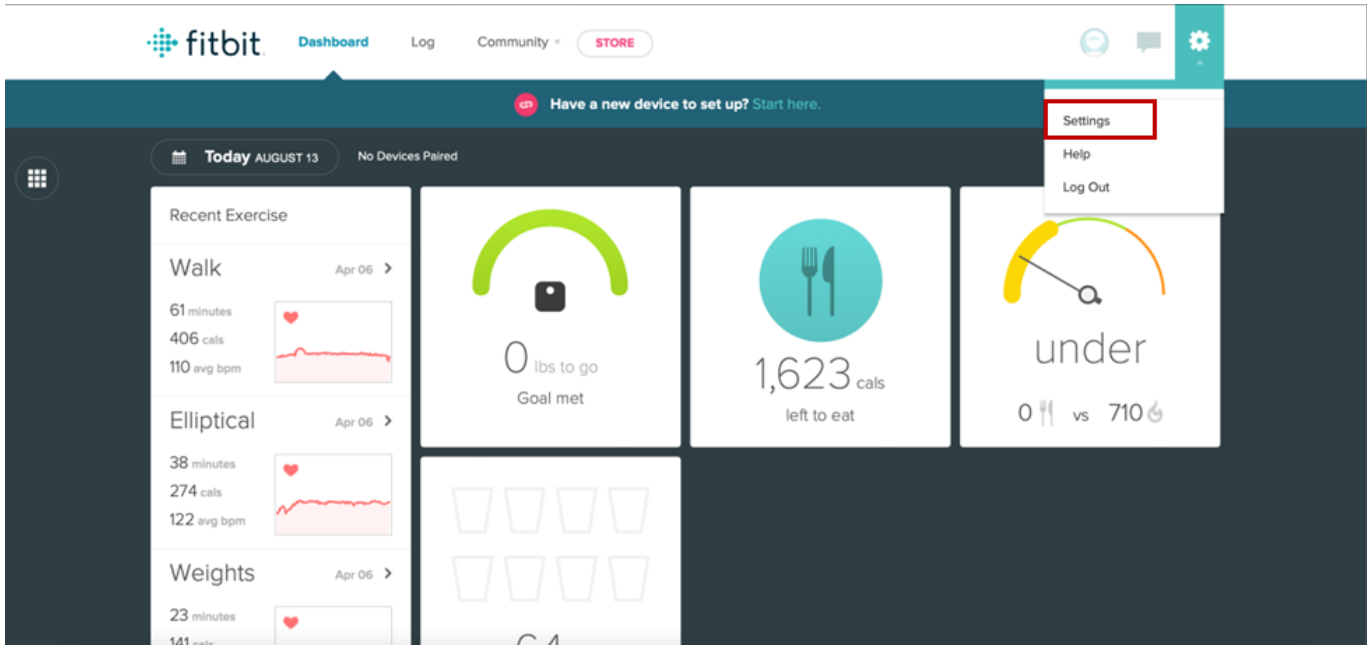 fitbit
Dashboard Log Community STORE
Have a new device to set up? Start here.
Settings
Help
Log Out
Today AUGUST 13 No Devices Paired
Recent Exercise
Walk Apr 06
61 minutes
406 cals
110 avg bpm
Elliptical Apr 06
38 minutes
274 cals
122 avg bpm
Weights Apr 06
23 minutes
0 lbs to go
Goal met
1,623 cals
left to eat
under
0 vs 710